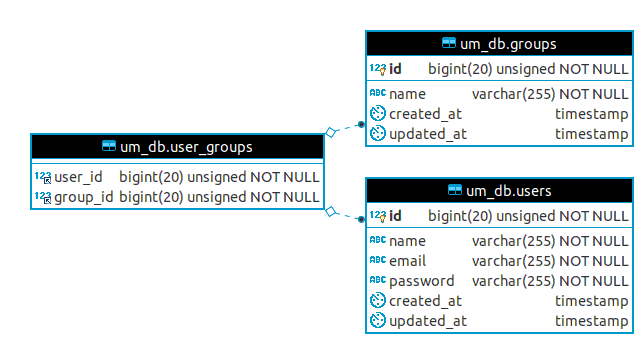 um_db.groups
123 id bigint(20) unsigned NOT NULL
ABC name varchar(255) NOT NULL
created_at timestamp
updated_at timestamp
um_db.user_groups
123 user_id bigint(20) unsigned NOT NULL
123 group_id bigint(20) unsigned NOT NULL
um_db.users
123 id bigint(20) unsigned NOT NULL
ABC name varchar(255) NOT NULL
ABC email varchar(255) NOT NULL
ABC password varchar(255) NOT NULL
created_at timestamp
updated_at timestamp